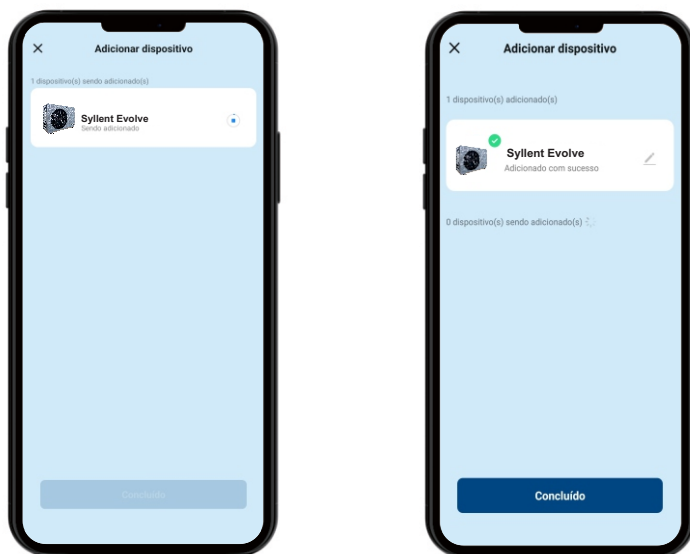 Adicionar dispositivo
1 dispositivo(s) sendo adicionado(s)
Syllent Evolve
Sendo adicionado
Concluído
Adicionar dispositivo
1 dispositivo(s) adicionado(s)
Syllent Evolve
Adicionado com sucesso
0 dispositivo(s) sendo adicionado(s)
Concluído